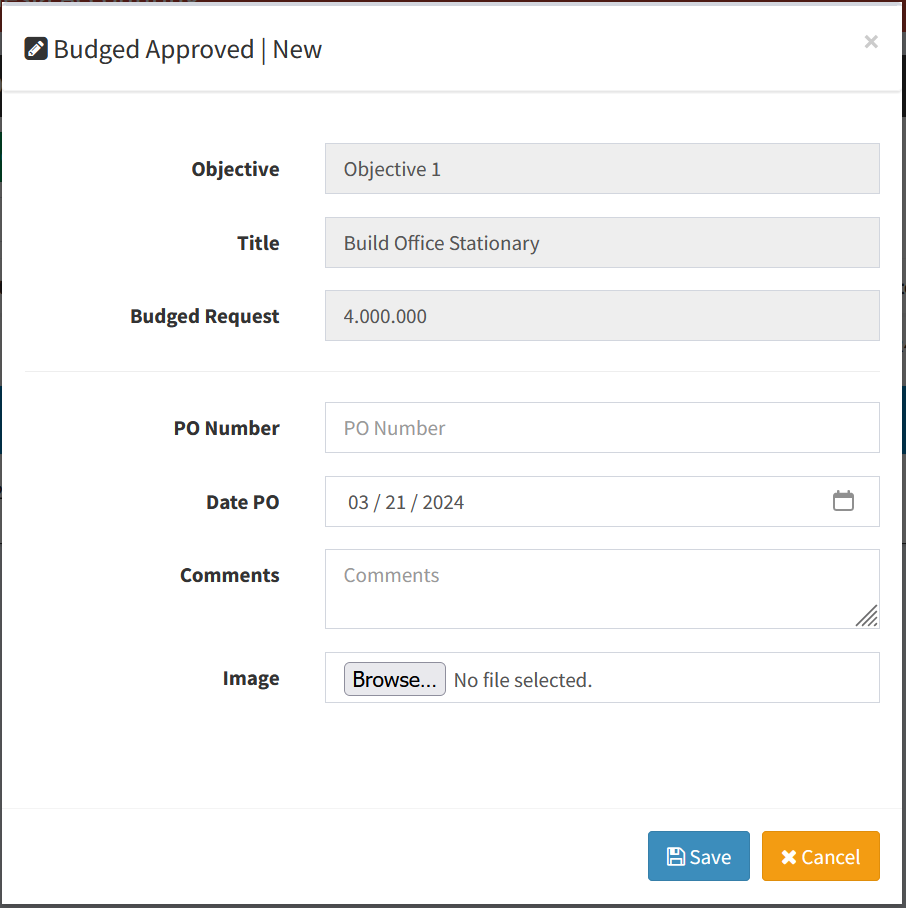 Budged Approved | New
×
Objective
Objective 1
Title
Build Office Stationary
Budged Request
4.000.000
PO Number
PO Number
Date PO
03 / 21 / 2024
Comments
Comments
Image
Browse... No file selected.
Save
Cancel